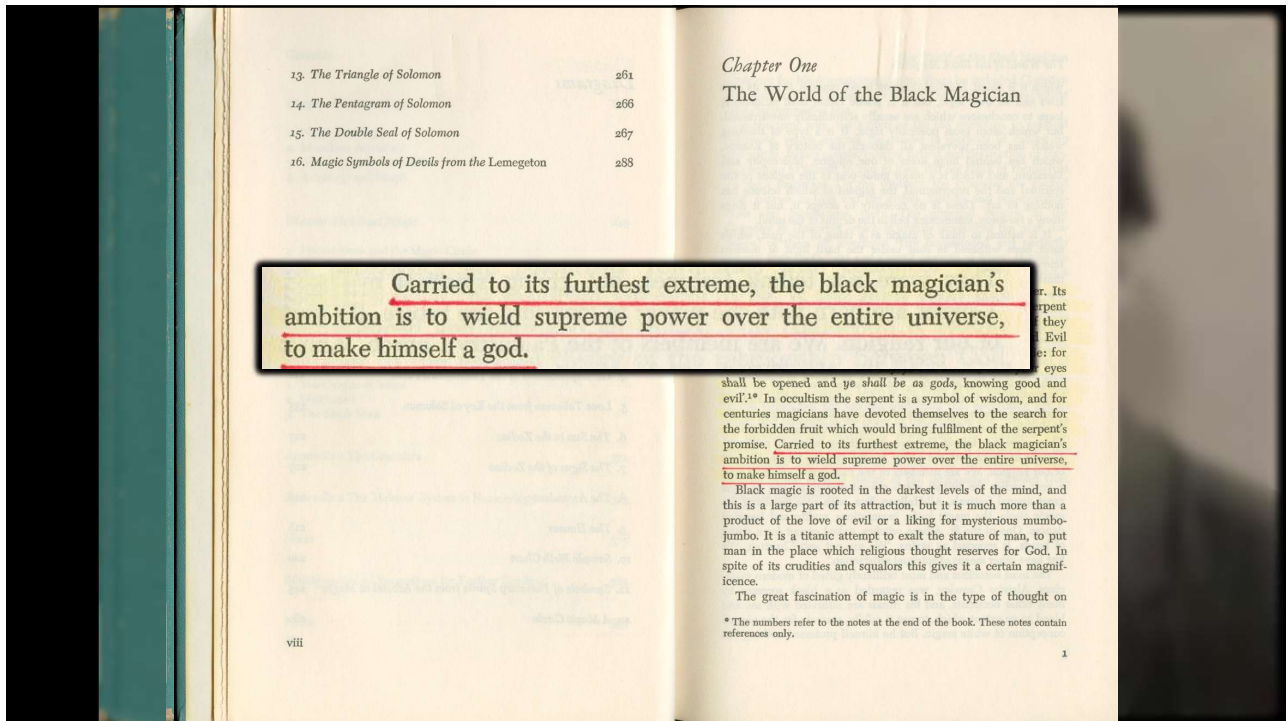 13. The Triangle of Solomon 261
14. The Pentagram of Solomon 266
15. The Double Seal of Solomon 267
16. Magic Symbols of Devils from the Lemegeton 288
viii
Chapter One
The World of the Black Magician
Carried to its furthest extreme, the black magician's
ambition is to wield supreme power over the entire universe,
to make himself a god.
er. Its
erpent
they
Evil
e: for
eyes
shall be opened and ye shall be as gods, knowing good and
evil'.¹* In occultism the serpent is a symbol of wisdom, and for
centuries magicians have devoted themselves to the search for
the forbidden fruit which would bring fulfilment of the serpent's
promise. Carried to its furthest extreme, the black magician's
ambition is to wield supreme power over the entire universe,
to make himself a god.
Black magic is rooted in the darkest levels of the mind, and
this is a large part of its attraction, but it is much more than a
product of the love of evil or a liking for mysterious mumbo-
jumbo. It is a titanic attempt to exalt the stature of man, to put
man in the place which religious thought reserves for God. In
spite of its crudities and squalors this gives it a certain magnif-
icence.
The great fascination of magic is in the type of thought on
* The numbers refer to the notes at the end of the book. These notes contain
references only.
1